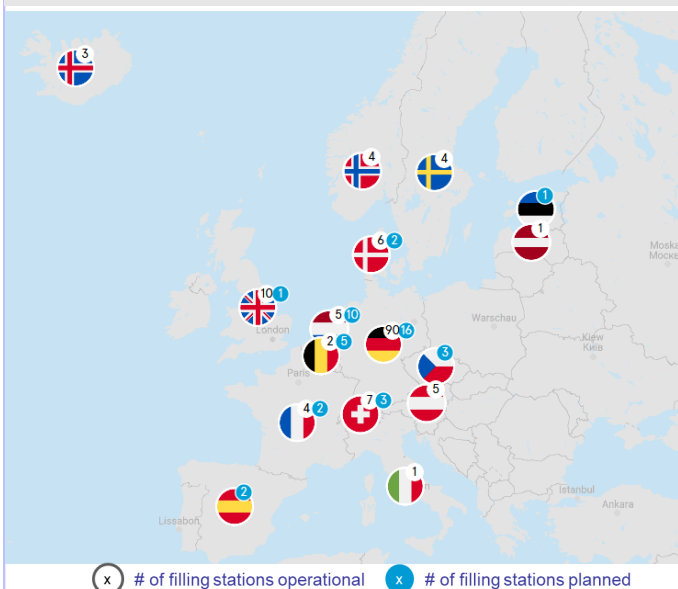 3
4
4
1
1
6 2
Moska
Москв
10 1
London
5 10
90 16
Warschau
2 5
Kiew
Київ
Paris
3
5
4 2
7 3
1
2
Istanbul
Ankara
Lissabon
x # of filling stations operational x # of filling stations planned